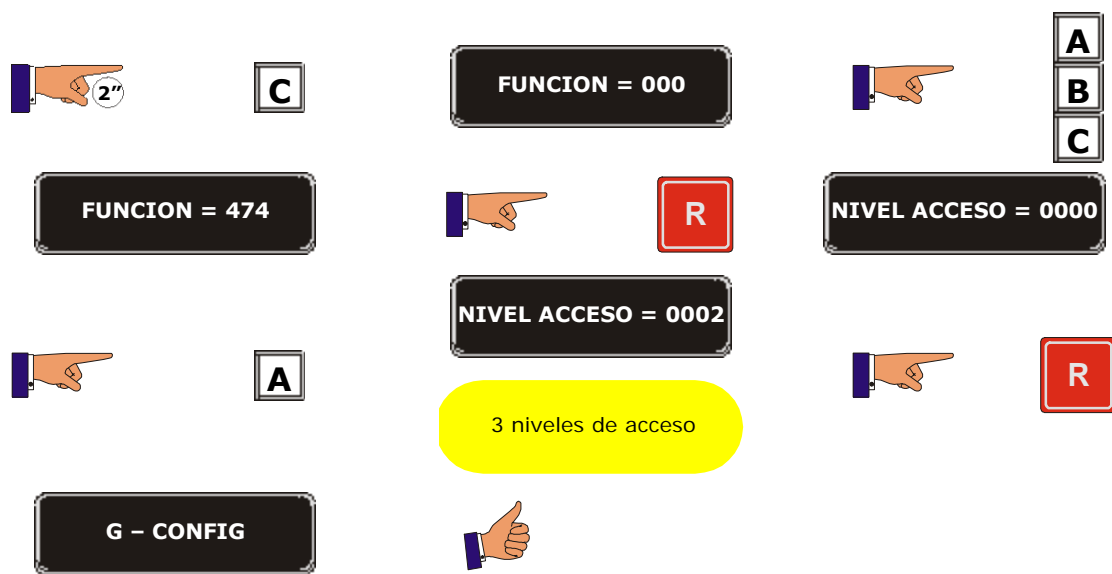 2”
C
FUNCION = 000
A
B
C
FUNCION = 474
R
NIVEL ACCESO = 0000
A
NIVEL ACCESO = 0002
R
3 niveles de acceso
G – CONFIG